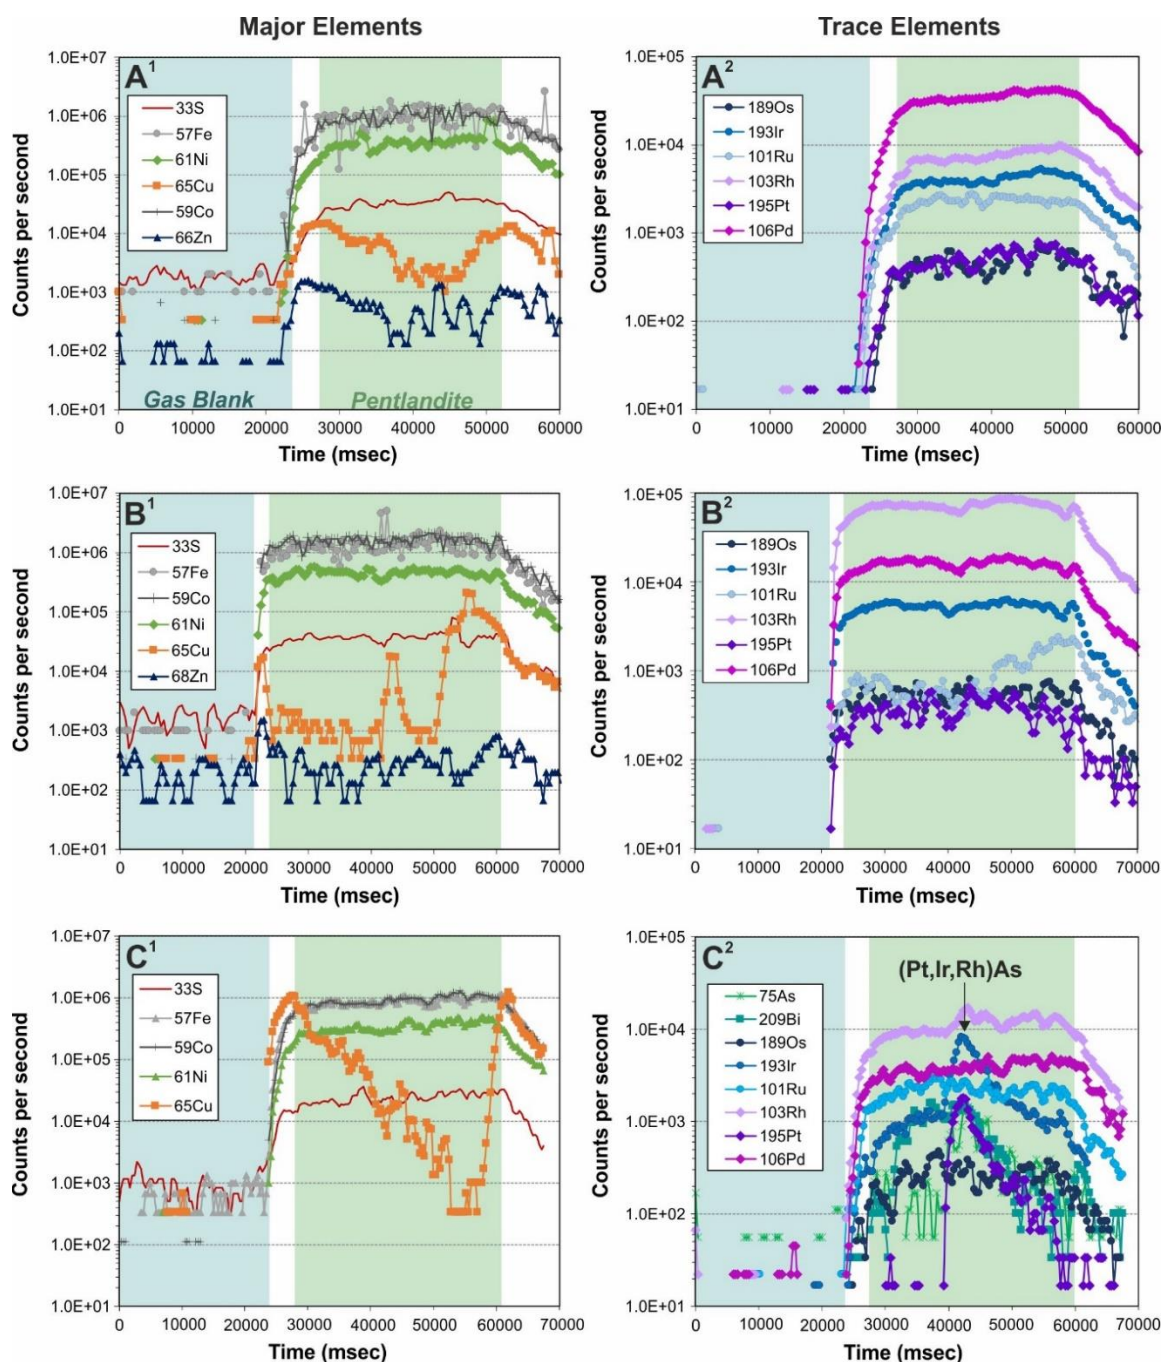 Major Elements
Trace Elements
A1
33S
57Fe
61Ni
65Cu
59Co
66Zn
Gas Blank
Pentlandite
Counts per second
1.0E+07
1.0E+06
1.0E+05
1.0E+04
1.0E+03
1.0E+02
1.0E+01
0 10000 20000 30000 40000 50000 60000
Time (msec)
A2
189Os
193Ir
101Ru
103Rh
195Pt
106Pd
Counts per second
1.0E+05
1.0E+04
1.0E+03
1.0E+02
1.0E+01
20000 30000 40000 50000 60000
Time (msec)
B1
33S
57Fe
59Co
61Ni
65Cu
68Zn
Counts per second
1.0E+07
1.0E+06
1.0E+05
1.0E+04
1.0E+03
1.0E+02
1.0E+01
0 10000 20000 30000 40000 50000 60000 70000
Time (msec)
B2
189Os
193Ir
101Ru
103Rh
195Pt
106Pd
Counts per second
1.0E+05
1.0E+04
1.0E+03
1.0E+02
1.0E+01
0 10000 20000 30000 40000 50000 60000 70000
Time (msec)
C1
33S
57Fe
59Co
61Ni
65Cu
Counts per second
1.0E+07
1.0E+06
1.0E+05
1.0E+04
1.0E+03
1.0E+02
1.0E+01
0 10000 20000 30000 40000 50000 60000 70000
Time (msec)
C2
(Pt,Ir,Rh)As
75As
209Bi
189Os
193Ir
101Ru
103Rh
195Pt
106Pd
Counts per second
1.0E+05
1.0E+04
1.0E+03
1.0E+02
1.0E+01
0 10000 20000 30000 40000 50000 60000 70000
Time (msec)